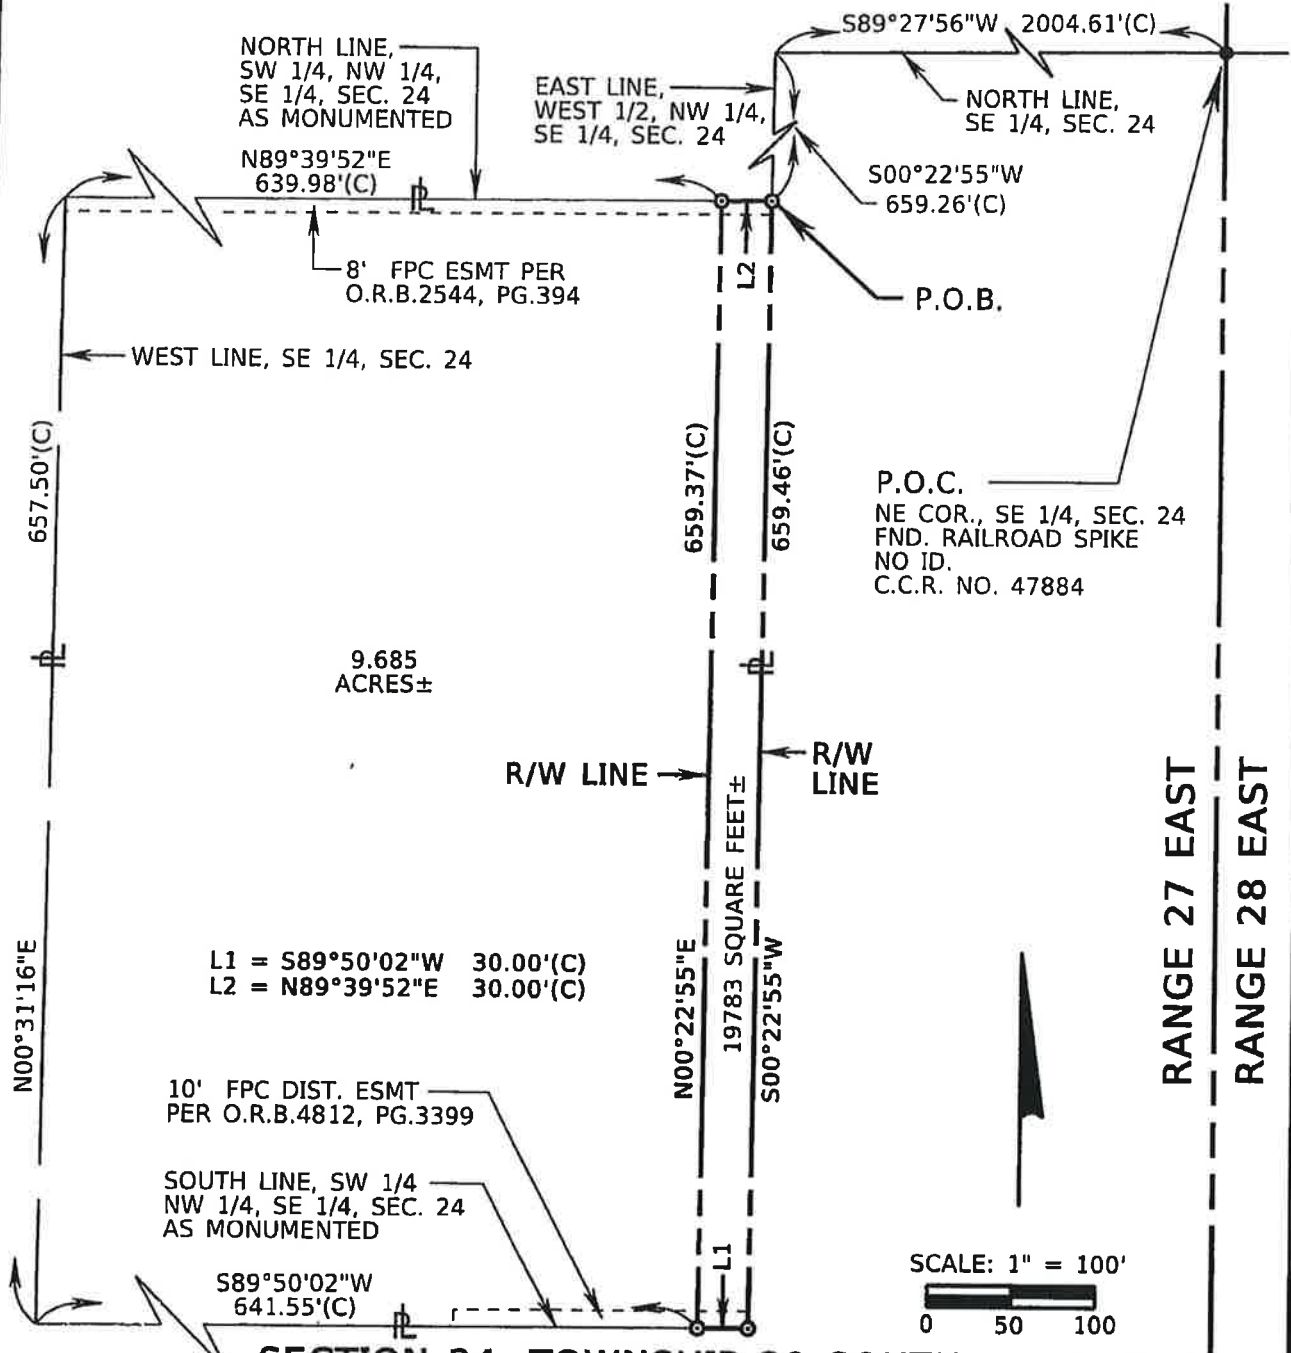 S89°27'56"W 2004.61'(C)
NORTH LINE,
SW 1/4, NW 1/4,
SE 1/4, SEC. 24
AS MONUMENTED
EAST LINE,
WEST 1/2, NW 1/4,
SE 1/4, SEC. 24
NORTH LINE,
SE 1/4, SEC. 24
N89°39'52"E
639.98'(C)
PL
S00°22'55"W
659.26'(C)
8' FPC ESMT PER
O.R.B.2544, PG.394
L2
P.O.B.
WEST LINE, SE 1/4, SEC. 24
657.50'(C)
659.37'(C)
659.46'(C)
P.O.C.
NE COR., SE 1/4, SEC. 24
FND. RAILROAD SPIKE
NO ID.
C.C.R. NO. 47884
PL
9.685
ACRES±
PL
R/W LINE
R/W
LINE
19783 SQUARE FEET±
RANGE 27 EAST
RANGE 28 EAST
N00°31'16"E
L1 = S89°50'02"W 30.00'(C)
L2 = N89°39'52"E 30.00'(C)
N00°22'55"E
S00°22'55"W
10' FPC DIST. ESMT
PER O.R.B.4812, PG.3399
SOUTH LINE, SW 1/4
NW 1/4, SE 1/4, SEC. 24
AS MONUMENTED
L1
S89°50'02"W
641.55'(C)
PL
SCALE: 1" = 100'
0 50 100
SECTION 24, TOWNSHIP